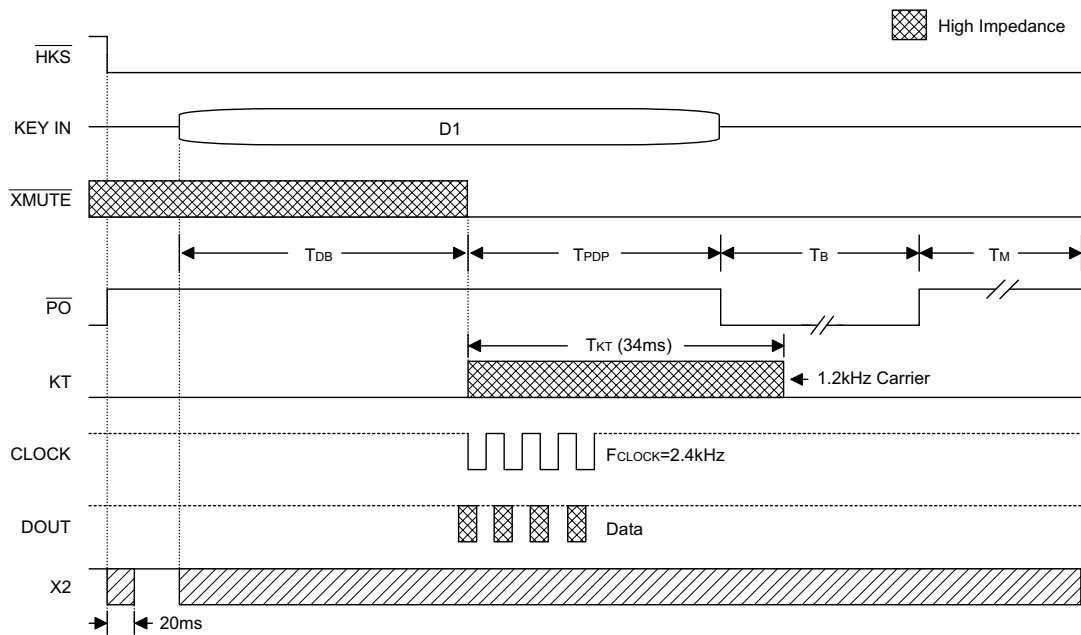 High Impedance
HKS
KEY IN
D1
XMUTE
TDB
TPDP
TB
TM
PO
TKT (34ms)
KT
1.2kHz Carrier
CLOCK
FCLOCK=2.4kHz
DOUT
Data
X2
20ms